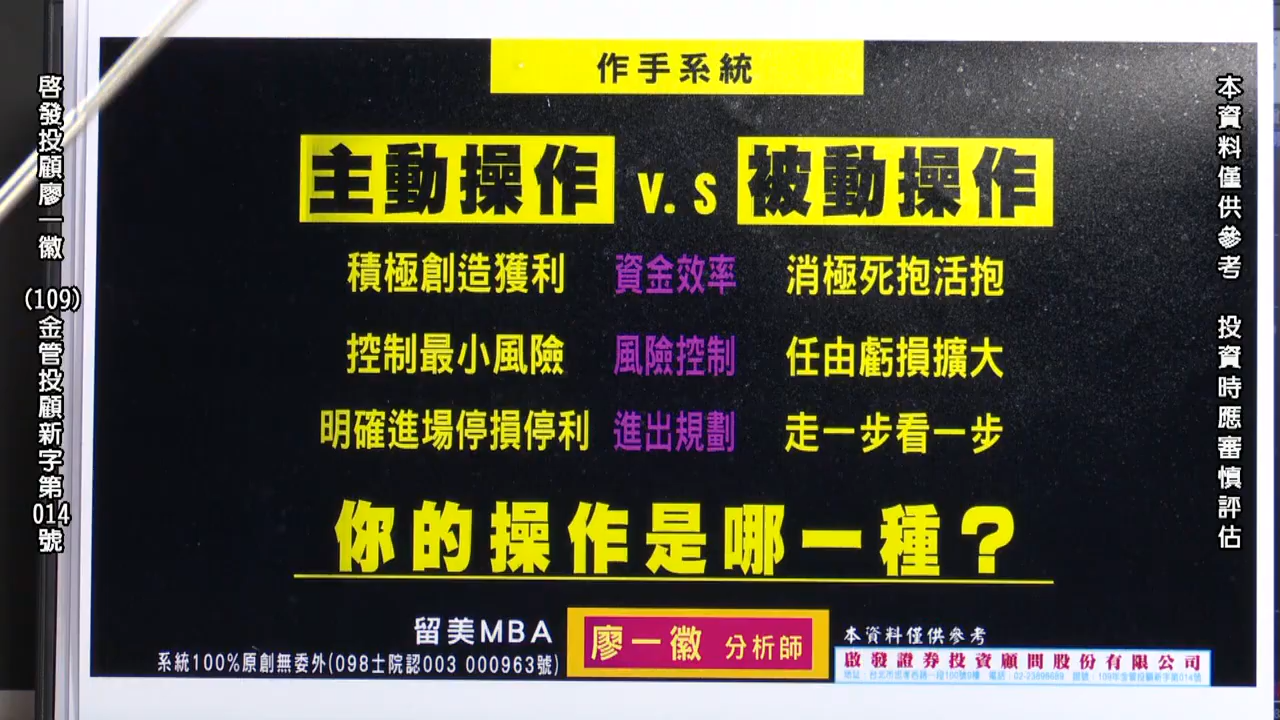 作手系統
主動操作 V.S 被動操作
積極創造獲利 資金效率 消極死抱活抱
控制最小風險 風險控制 任由虧損擴大
明確進場停損停利 進出規劃 走一步看一步
你的操作是哪一種?
留美MBA
系統100%原創無委外(098士院認003 000963號)
廖一徽 分析師
本資料僅供參考
啟發證券投資顧問股份有限公司
啓發投顧廖一徽 (109)金管投顧新字第014號
本資料僅供參考 投資時應審慎評估